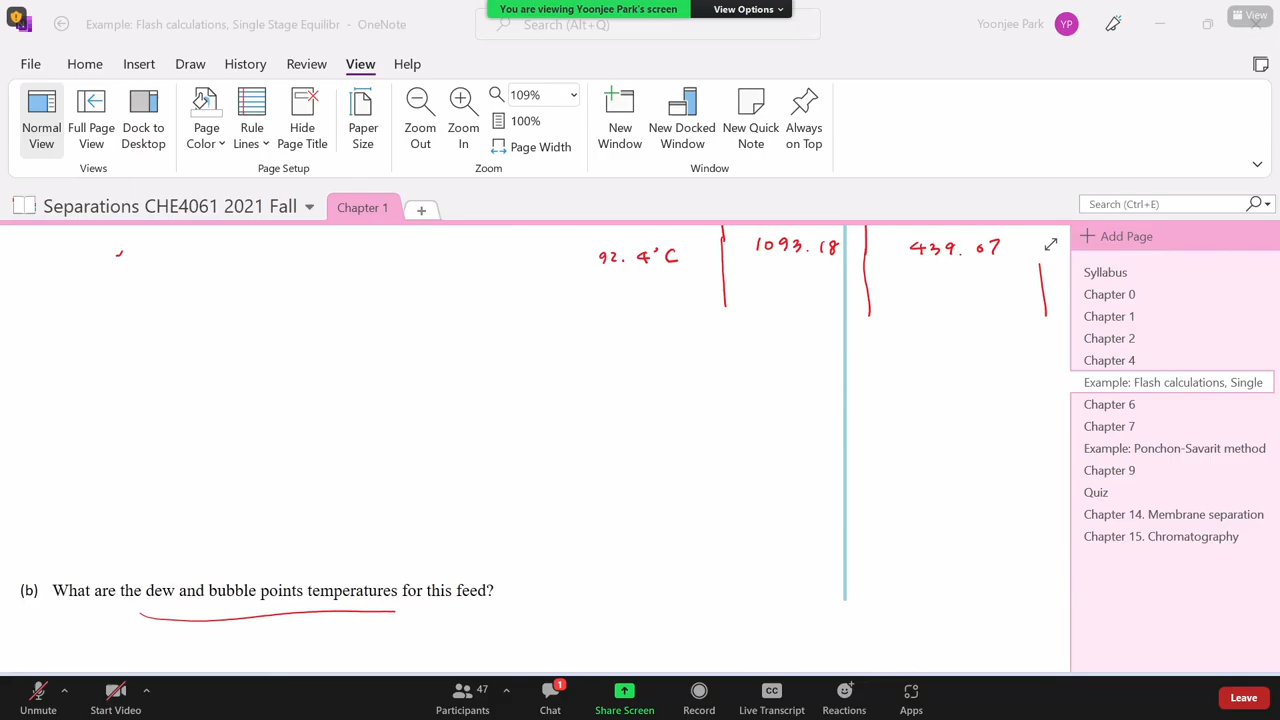 You are viewing Yoonjee Park's screen
View Options
Example: Flash calculations, Single Stage Equilibr - OneNote
Search (Alt+Q)
Yoonjee Park
YP
View
File
Home
Insert
Draw
History
Review
View
Help
109%
100%
Page Width
Normal View
Full Page View
Dock to Desktop
Page Color
Rule Lines
Hide Page Title
Paper Size
Zoom Out
Zoom In
New Window
New Docked Window
New Quick Note
Always on Top
Views
Page Setup
Zoom
Window
Separations CHE4061 2021 Fall
Chapter 1
Search (Ctrl+E)
92.4°C
1093.18
439.07
(b) What are the dew and bubble points temperatures for this feed?
Add Page
Syllabus
Chapter 0
Chapter 1
Chapter 2
Chapter 4
Example: Flash calculations, Single
Chapter 6
Chapter 7
Example: Ponchon-Savarit method
Chapter 9
Quiz
Chapter 14. Membrane separation
Chapter 15. Chromatography
Unmute
Start Video
47
Participants
1
Chat
Share Screen
Record
CC
Live Transcript
Reactions
Apps
Leave